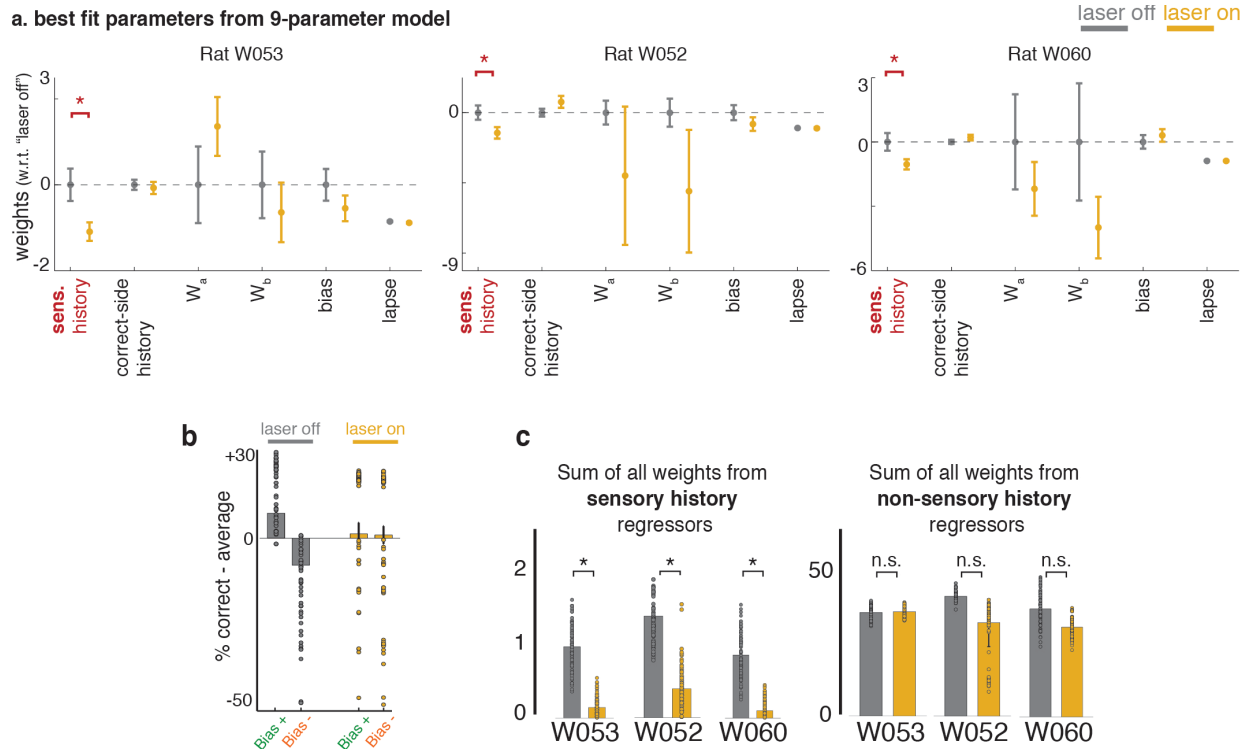 a. best fit parameters from 9-parameter model
laser off laser on
Rat W053
Rat W052
Rat W060
weights (w.r.t. “laser off”)
3
0
-2
0
-9
3
0
-6
*
*
*
sens. history
correct-side history
Wa
Wb
bias
lapse
sens. history
correct-side history
Wa
Wb
bias
lapse
sens. history
correct-side history
Wa
Wb
bias
lapse
b
laser off
laser on
% correct - average
+30
0
-50
Bias +
Bias -
Bias +
Bias -
c
Sum of all weights from
sensory history
regressors
2
1
0
*
*
*
W053
W052
W060
Sum of all weights from
non-sensory history
regressors
50
0
n.s.
n.s.
n.s.
W053
W052
W060